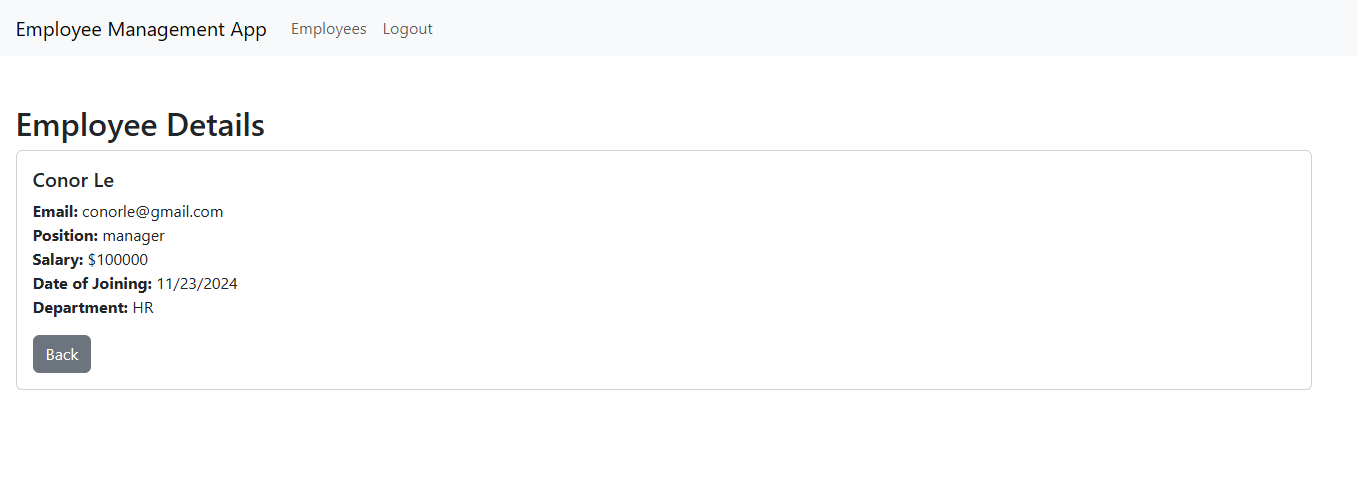 Employee Management App Employees Logout
Employee Details
Conor Le
Email: conorle@gmail.com
Position: manager
Salary: $100000
Date of Joining: 11/23/2024
Department: HR
Back